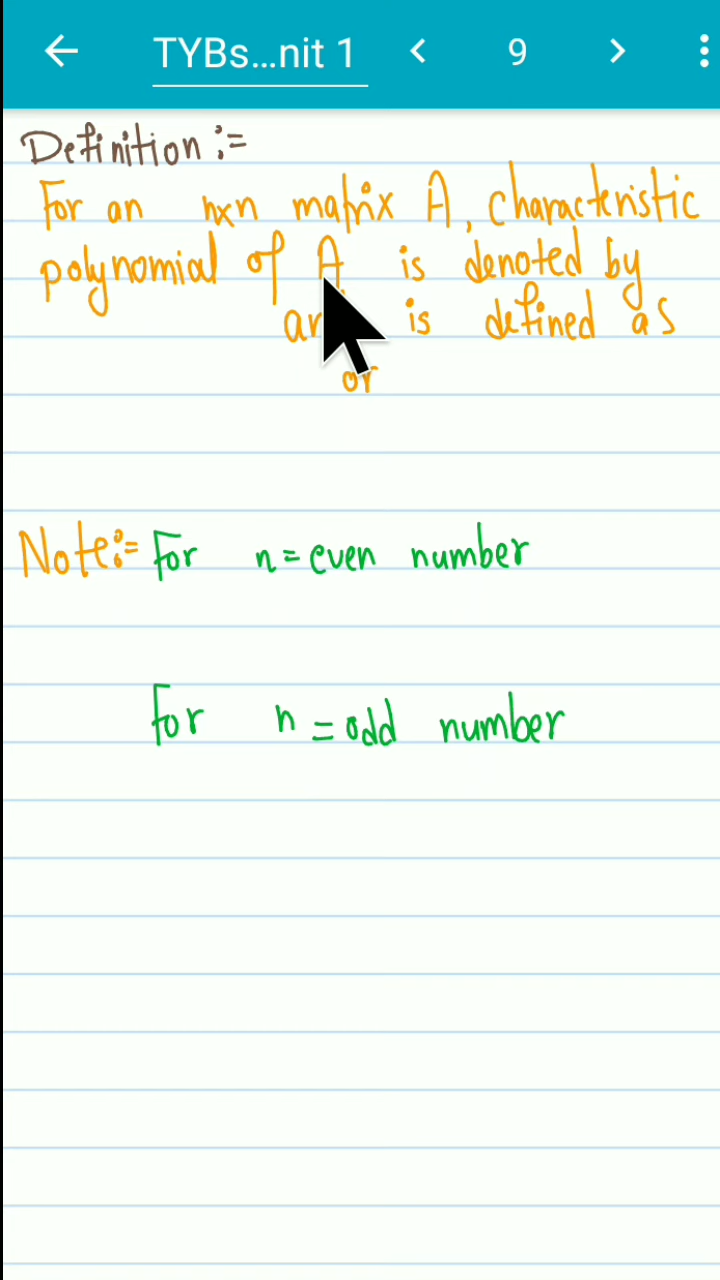 TYBs...nit 1 9
Definition :=
For an n×n matrix A, characteristic
polynomial of A is denoted by
is defined as
or
Note:= For n = even number
For n = odd number